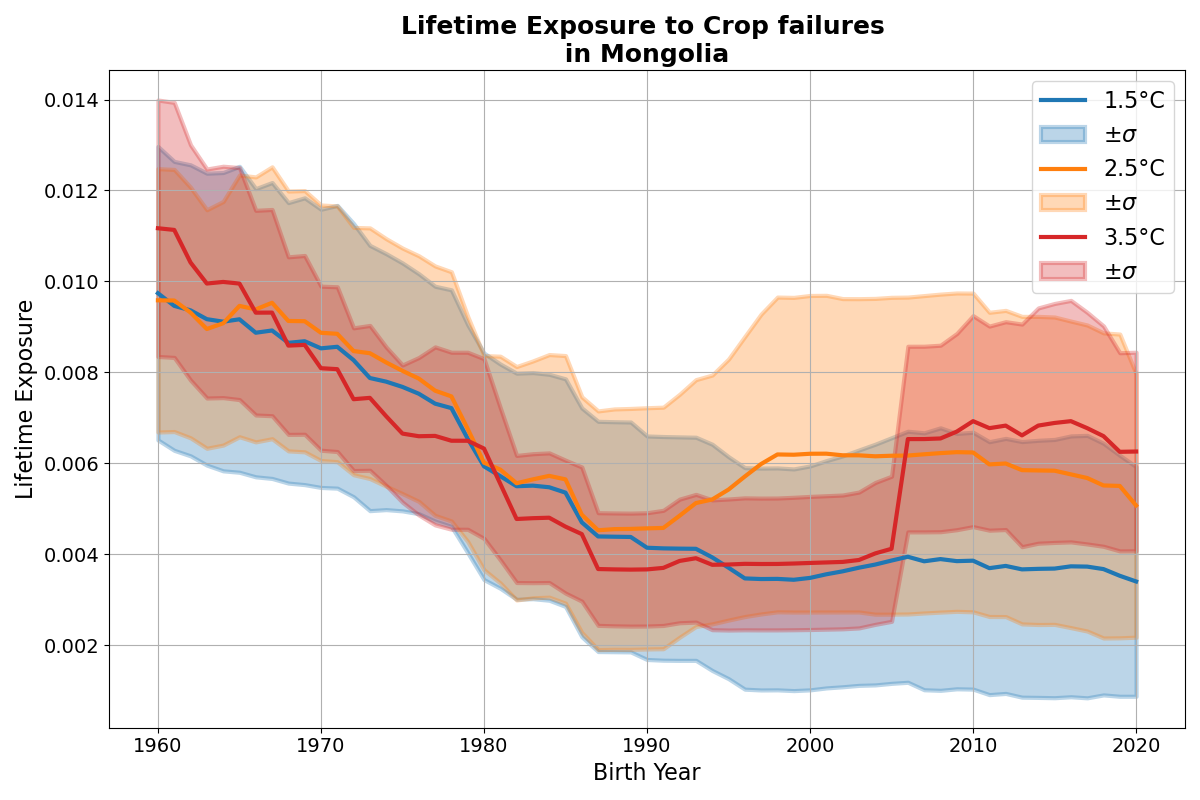 Lifetime Exposure to Crop failures
in Mongolia
1.5°C
±σ
2.5°C
±σ
3.5°C
±σ
Lifetime Exposure
0.014
0.012
0.010
0.008
0.006
0.004
0.002
1960 1970 1980 1990 2000 2010 2020
Birth Year